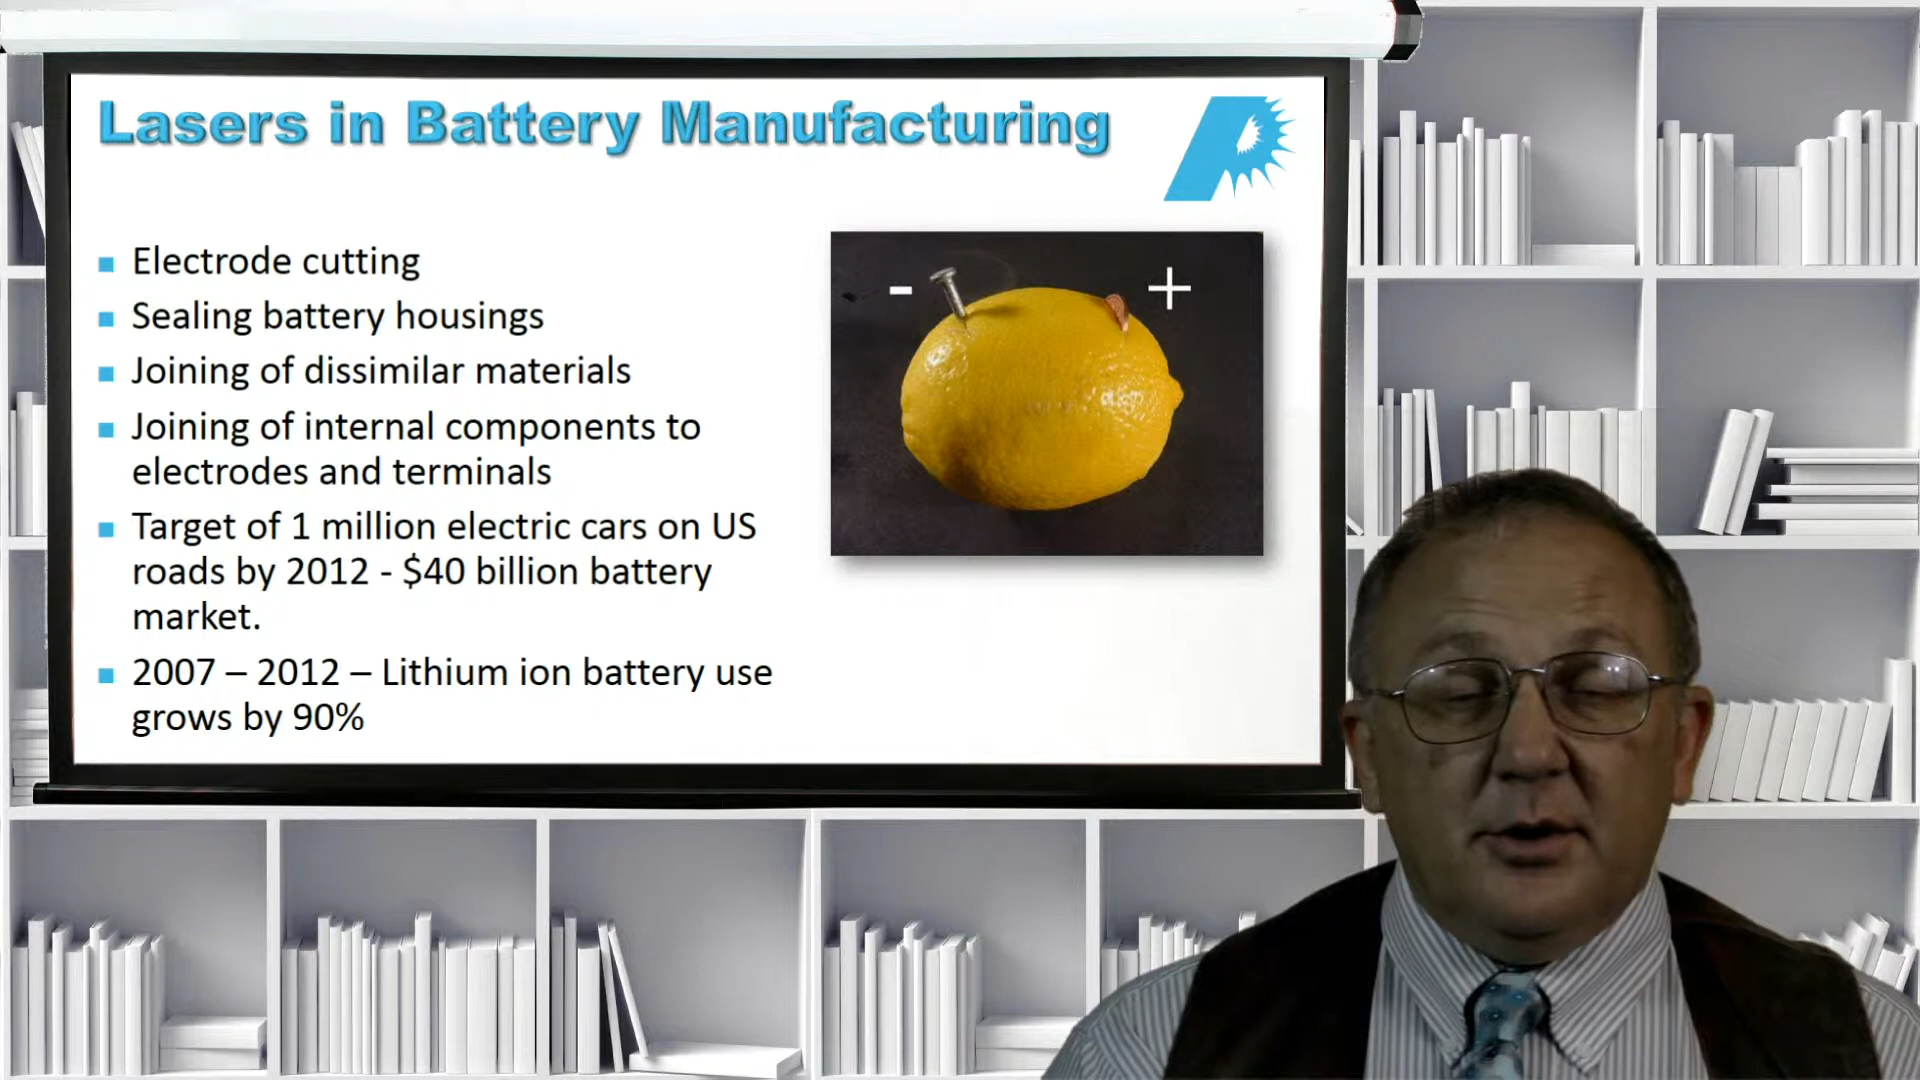 Lasers in Battery Manufacturing
Electrode cutting
Sealing battery housings
Joining of dissimilar materials
Joining of internal components to
electrodes and terminals
Target of 1 million electric cars on US
roads by 2012 - $40 billion battery
market.
2007 – 2012 – Lithium ion battery use
grows by 90%
- +